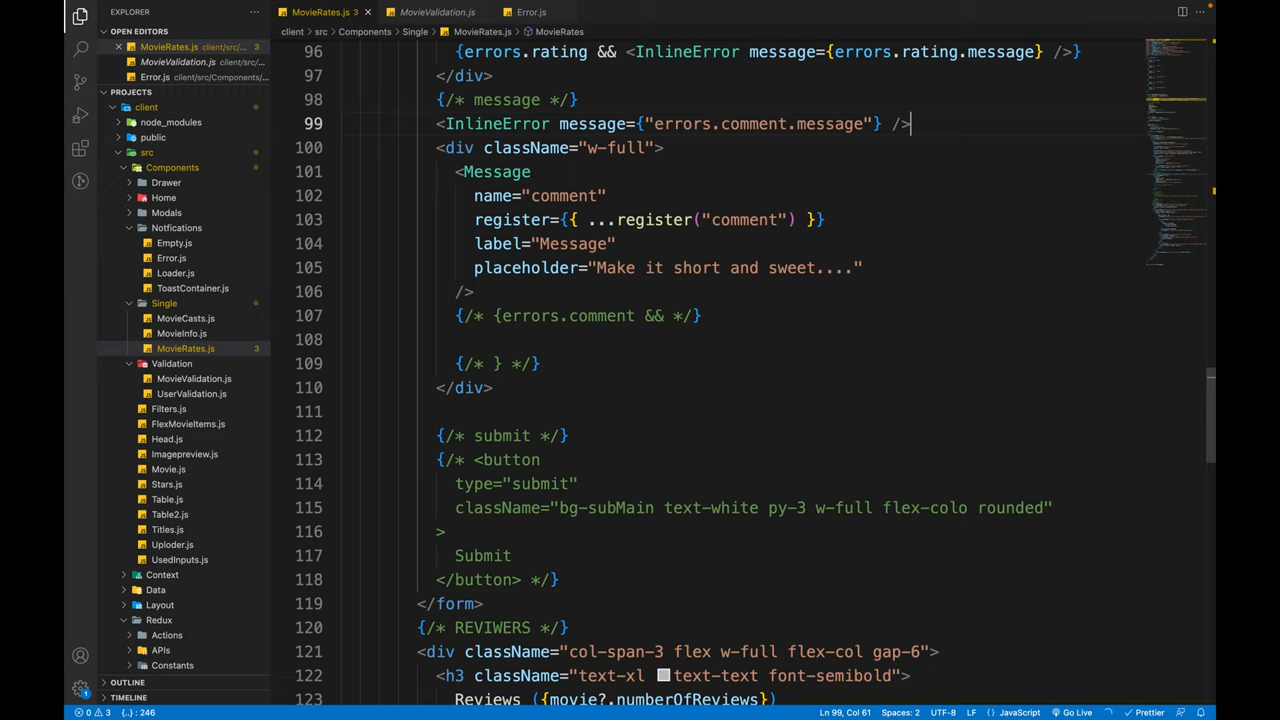 EXPLORER
MovieRates.js 3
MovieValidation.js
Error.js
client > src > Components > Single > MovieRates.js > MovieRates
OPEN EDITORS
MovieRates.js client/src/... 3
MovieValidation.js client/src/...
Error.js client/src/Components/...
PROJECTS
client
node_modules
public
src
Components
Drawer
Home
Modals
Notfications
Empty.js
Error.js
Loader.js
ToastContainer.js
Single
MovieCasts.js
MovieInfo.js
MovieRates.js 3
Validation
MovieValidation.js
UserValidation.js
Filters.js
FlexMovieItems.js
Head.js
Imagepreview.js
Movie.js
Stars.js
Table.js
Table2.js
Titles.js
Uploder.js
UsedInputs.js
Context
Data
Layout
Redux
Actions
APIs
Constants
OUTLINE
TIMELINE
96 {errors.rating && <InlineError message={errors.rating.message} />}
97 </div>
98 {/* message */}
99 <InlineError message={"errors.comment.message"} />
100 <div className="w-full">
101 <Message
102 name="comment"
103 register={{ ...register("comment") }}
104 label="Message"
105 placeholder="Make it short and sweet...."
106 />
107 {/* {errors.comment && */}
108
109 {/* } */}
110 </div>
111
112 {/* submit */}
113 {/* <button
114 type="submit"
115 className="bg-subMain text-white py-3 w-full flex-colo rounded"
116 >
117 Submit
118 </button> */}
119 </form>
120 {/* REVIWERS */}
121 <div className="col-span-3 flex w-full flex-col gap-6">
122 <h3 className="text-xl text-text font-semibold">
123 Reviews ({movie?.numberOfReviews})
1
0 3 {..} : 246 Ln 99, Col 61 Spaces: 2 UTF-8 LF {} JavaScript Go Live Prettier